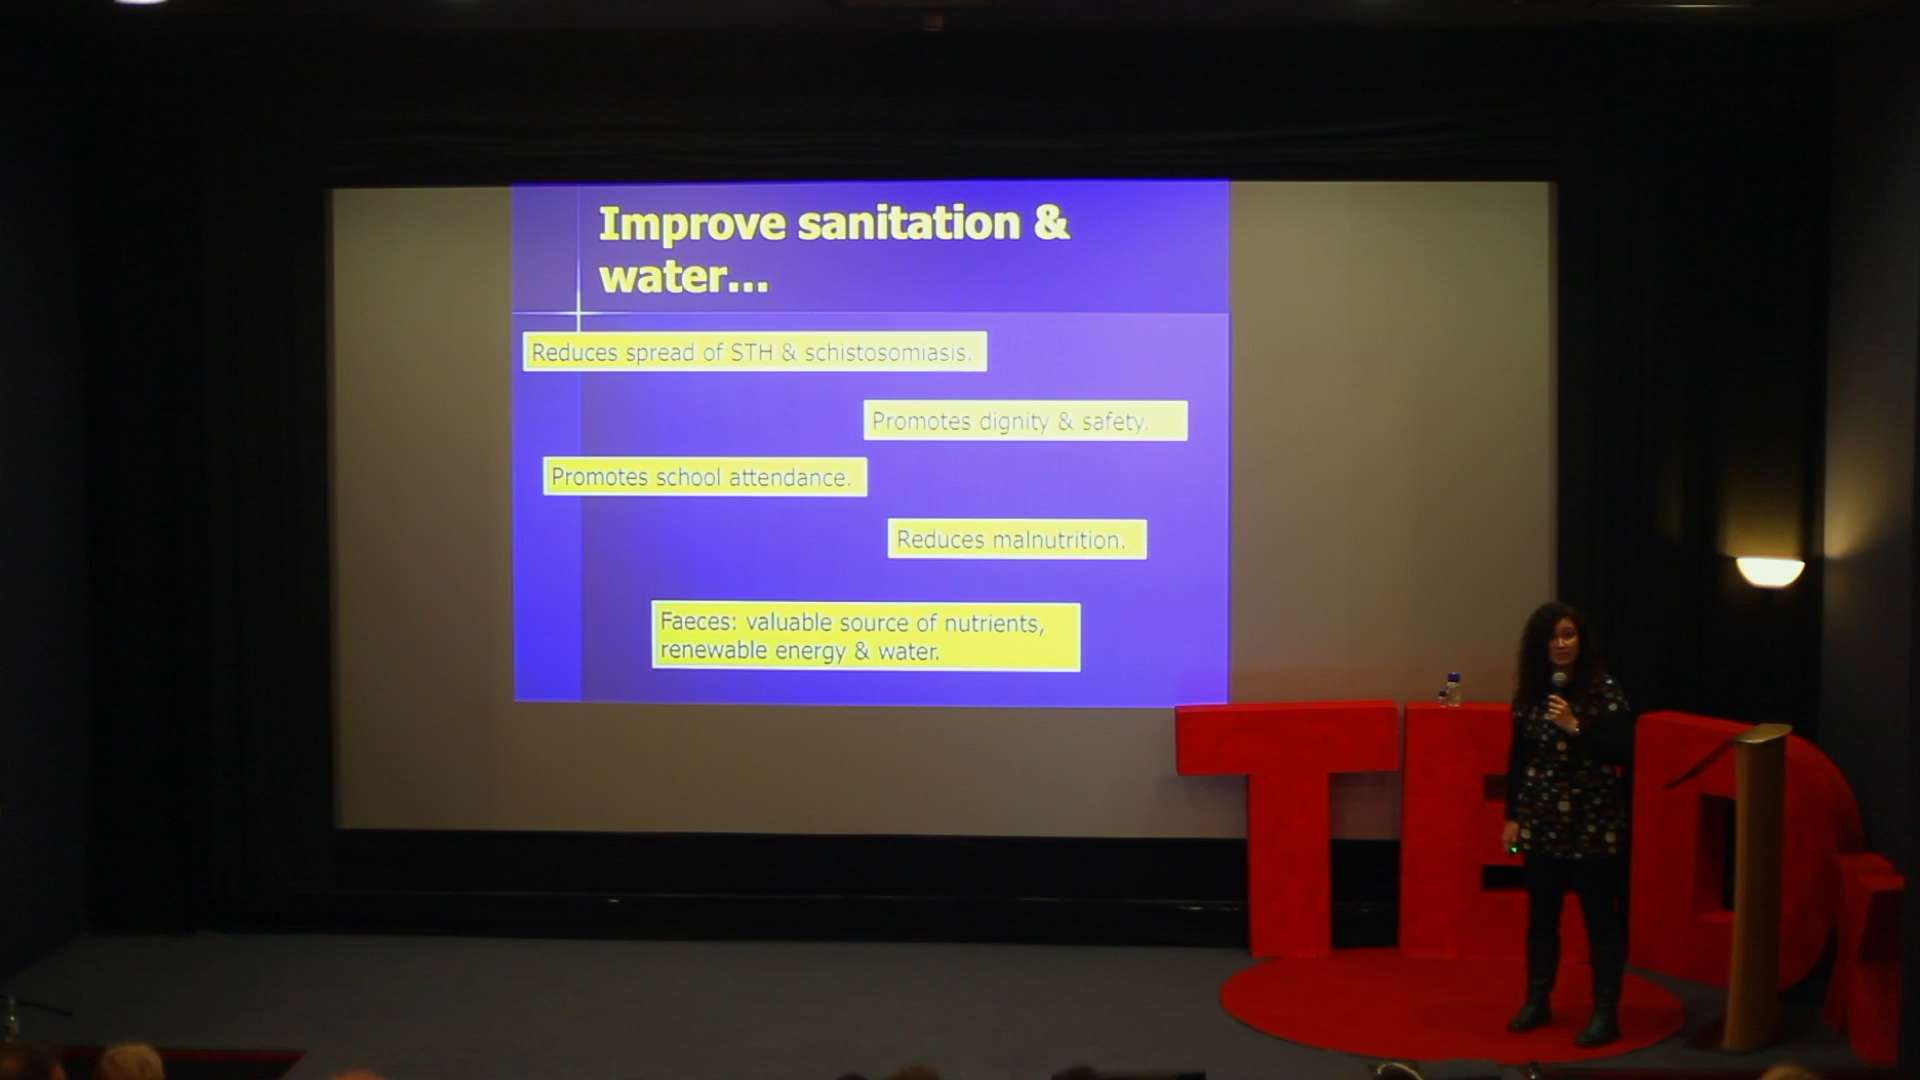 Improve sanitation &
water...
Reduces spread of STH & schistosomiasis.
Promotes dignity & safety.
Promotes school attendance.
Reduces malnutrition.
Faeces: valuable source of nutrients,
renewable energy & water.
TED